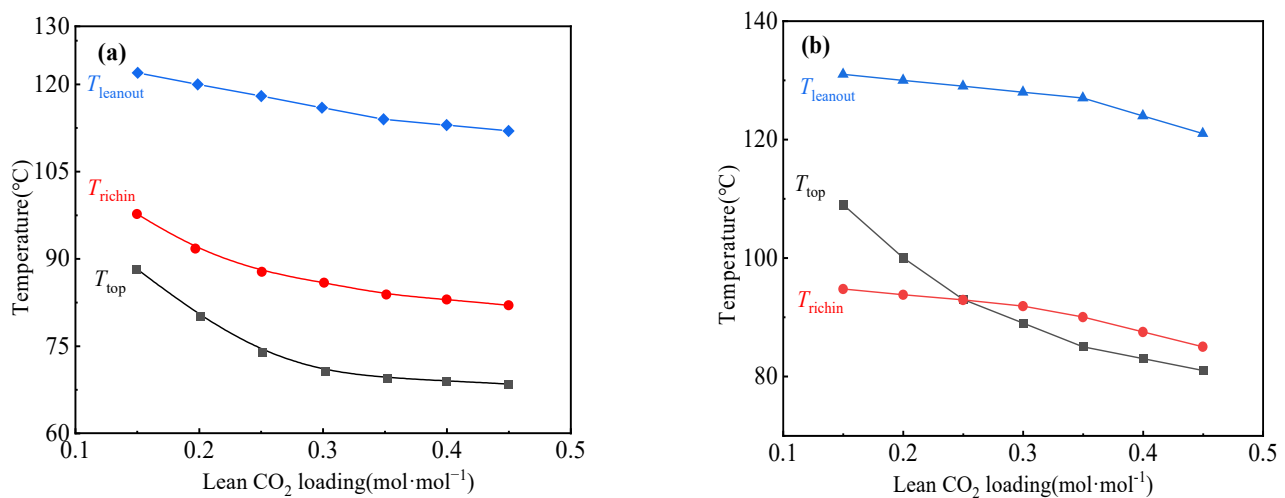 (a)
130
120
105
90
75
60
Temperature(℃)
T_leanout
T_richin
T_top
0.1 0.2 0.3 0.4 0.5
Lean CO₂ loading(mol·mol⁻¹)
(b)
140
120
100
80
Temperature(℃)
T_leanout
T_top
T_richin
0.1 0.2 0.3 0.4 0.5
Lean CO₂ loading(mol·mol⁻¹)